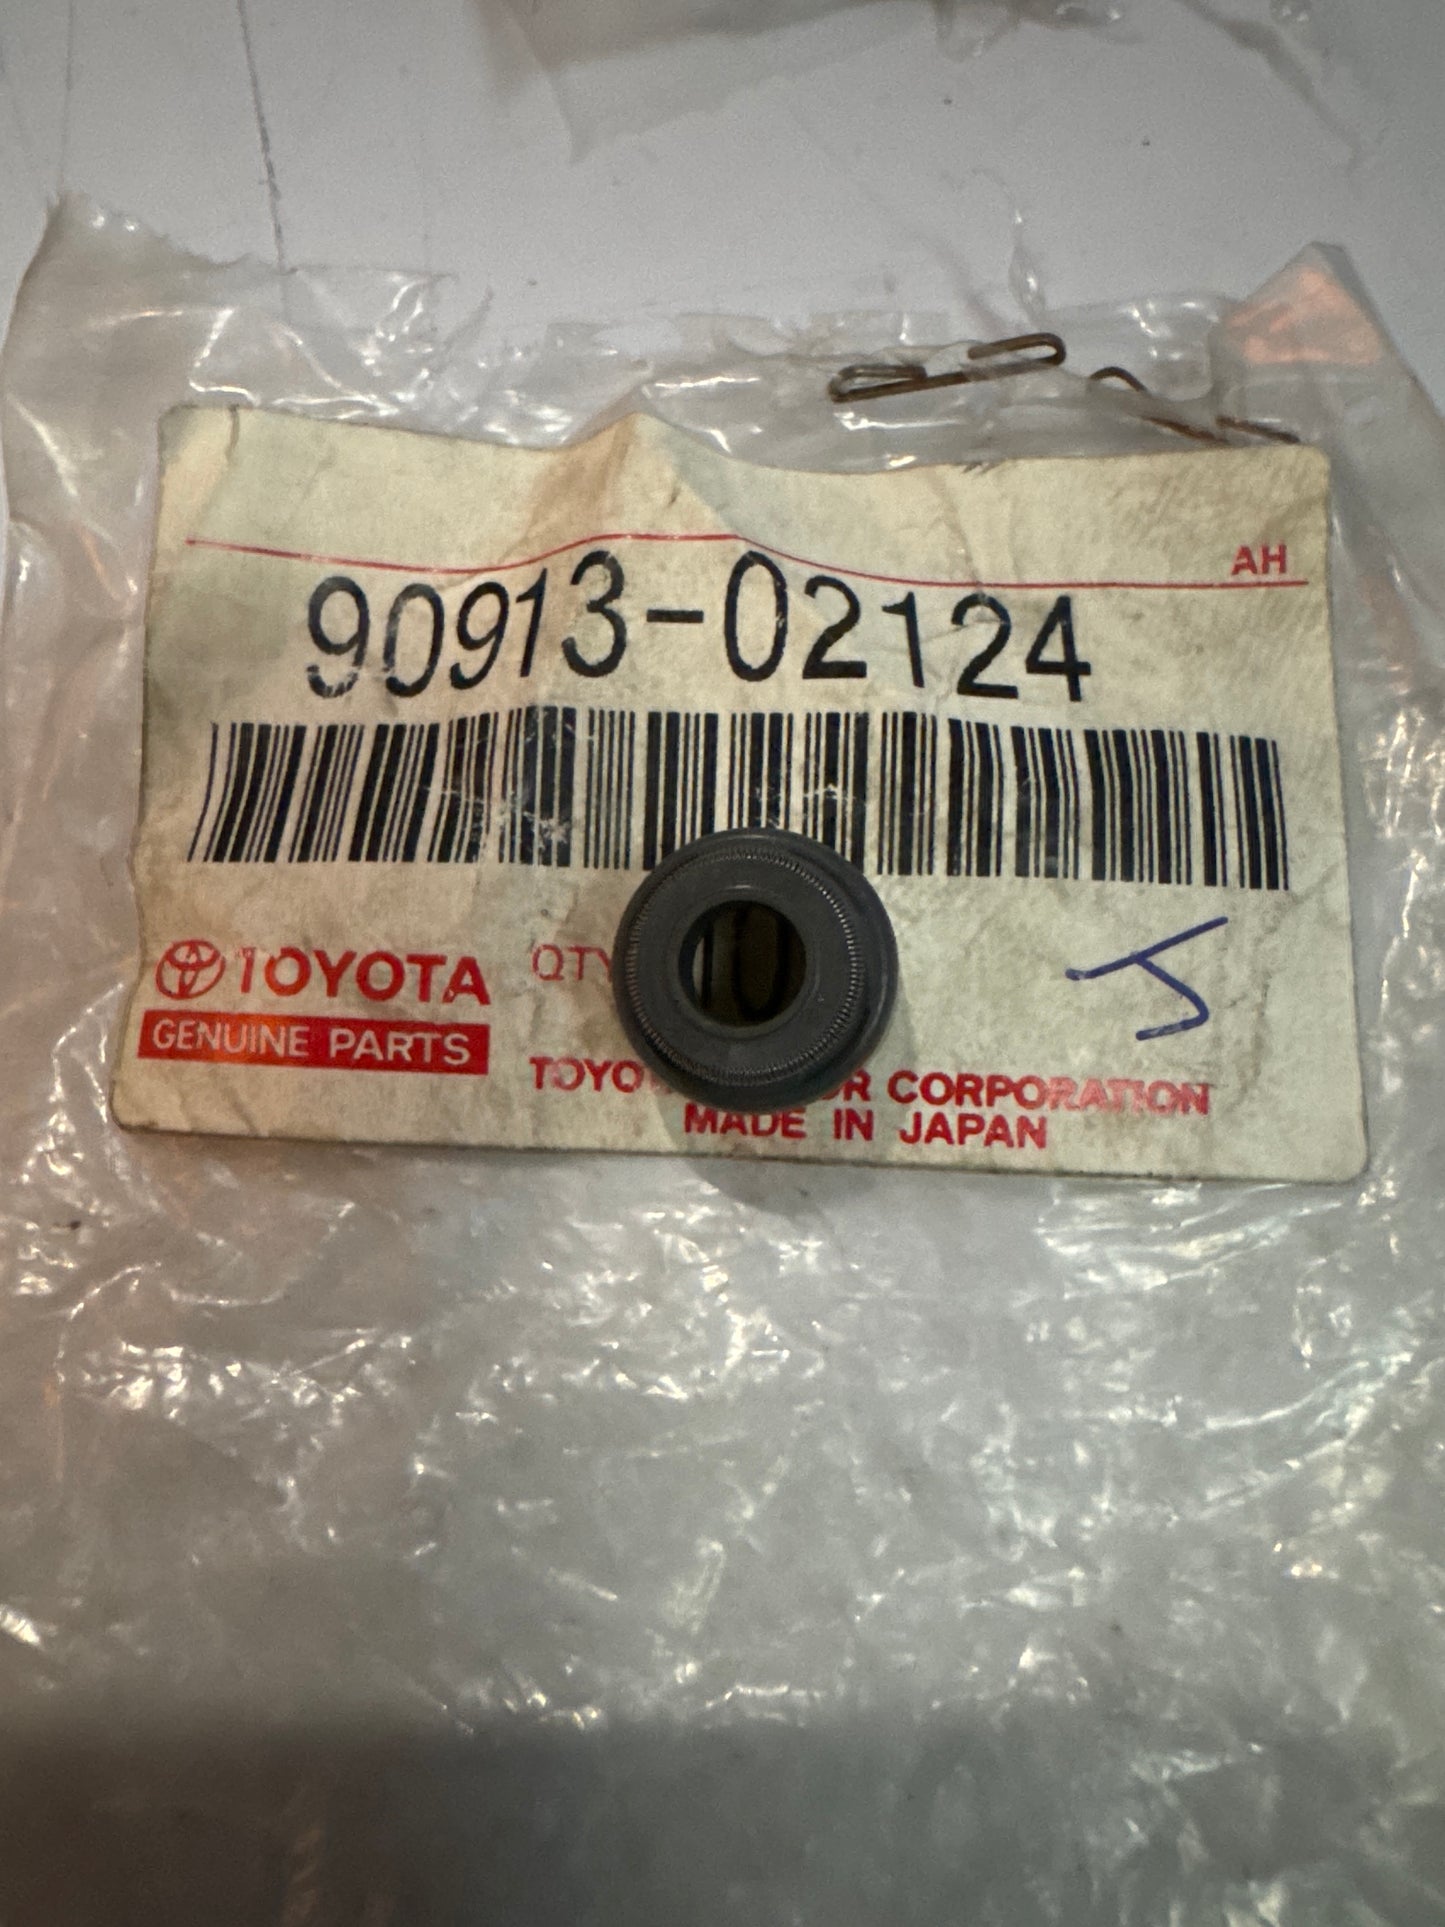 AH
90913-02124
TOYOTA QTY
GENUINE PARTS
CORPORATION
MADE IN JAPAN